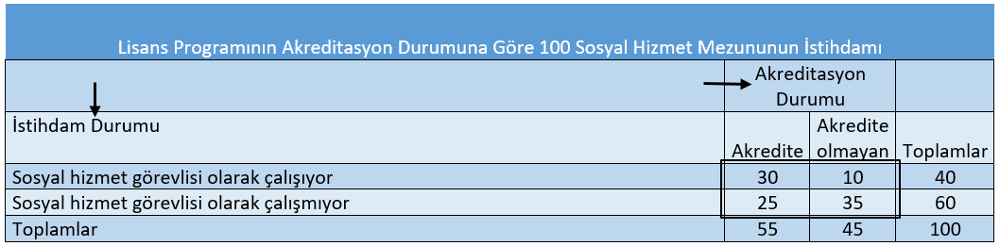 Lisans Programının Akreditasyon Durumuna Göre 100 Sosyal Hizmet Mezununun İstihdamı
Akreditasyon
Durumu
İstihdam Durumu
Akredite
Akredite
olmayan
Toplamlar
Sosyal hizmet görevlisi olarak çalışıyor 30 10 40
Sosyal hizmet görevlisi olarak çalışmıyor 25 35 60
Toplamlar 55 45 100